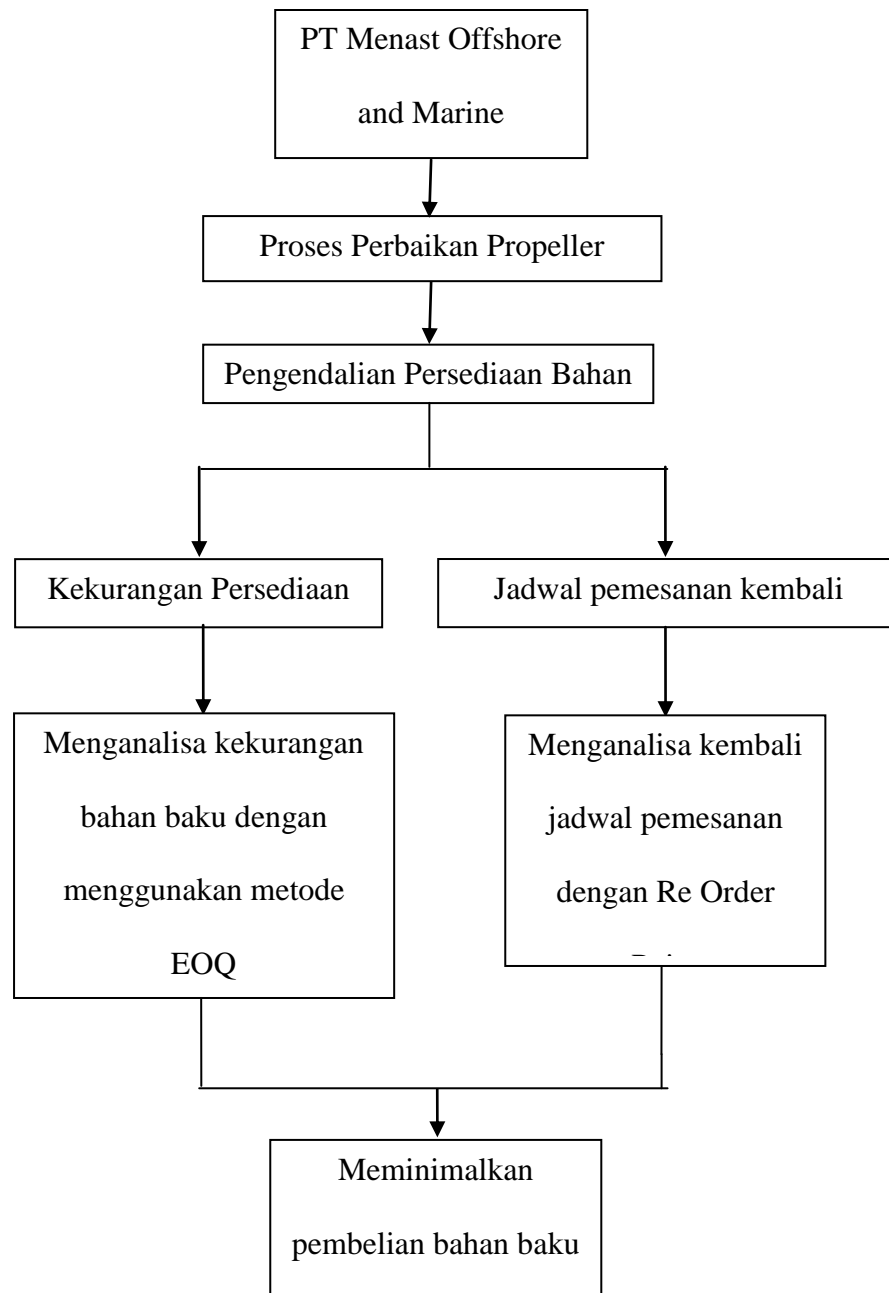 PT Menast Offshore
and Marine
Proses Perbaikan Propeller
Pengendalian Persediaan Bahan
Kekurangan Persediaan
Jadwal pemesanan kembali
Menganalisa kekurangan
bahan baku dengan
menggunakan metode
EOQ
Menganalisa kembali
jadwal pemesanan
dengan Re Order
Meminimalkan
pembelian bahan baku